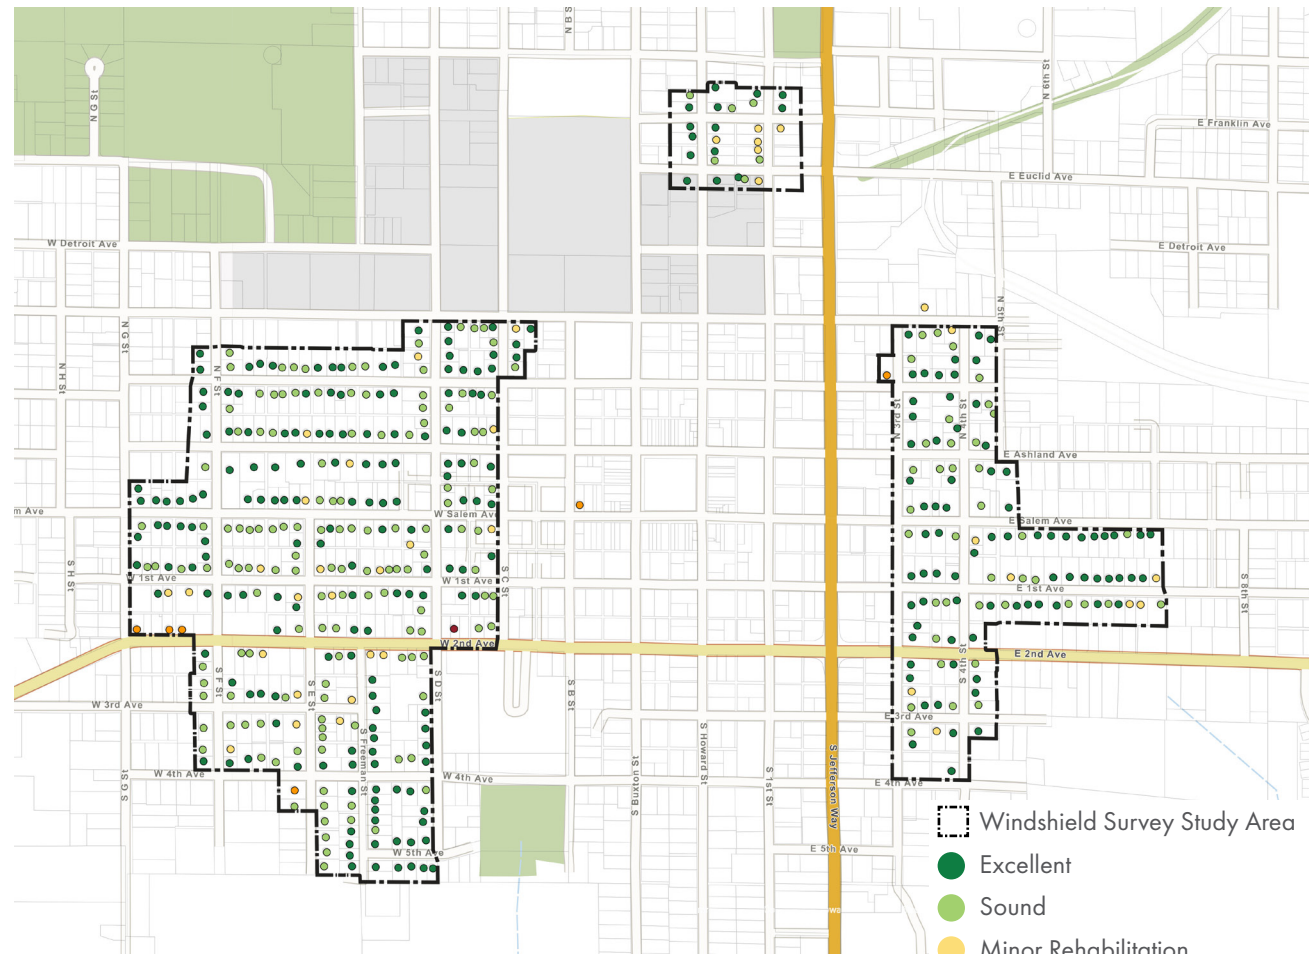 N B S
N G St
N 6th St
E Franklin Ave
E Euclid Ave
W Detroit Ave
E Detroit Ave
N 5th St
N G St
N H St
N F St
N 3rd St
N 4th St
E Ashland Ave
m Ave
W Salem Ave
E Salem Ave
S H St
W 1st Ave
W 1st Ave
S C St
E 1st Ave
S 8th St
W 2nd Ave
E 2nd Ave
S F St
S E St
S D St
S B St
S 4th St
W 3rd Ave
E 3rd Ave
S Freeman St
S Howard St
S 1st St
S Jefferson Way
S G St
W 4th Ave
W 4th Ave
S Buxton St
E 4th Ave
W 5th Ave
E 5th Ave
Windshield Survey Study Area
Excellent
Sound
Minor Rehabilitation